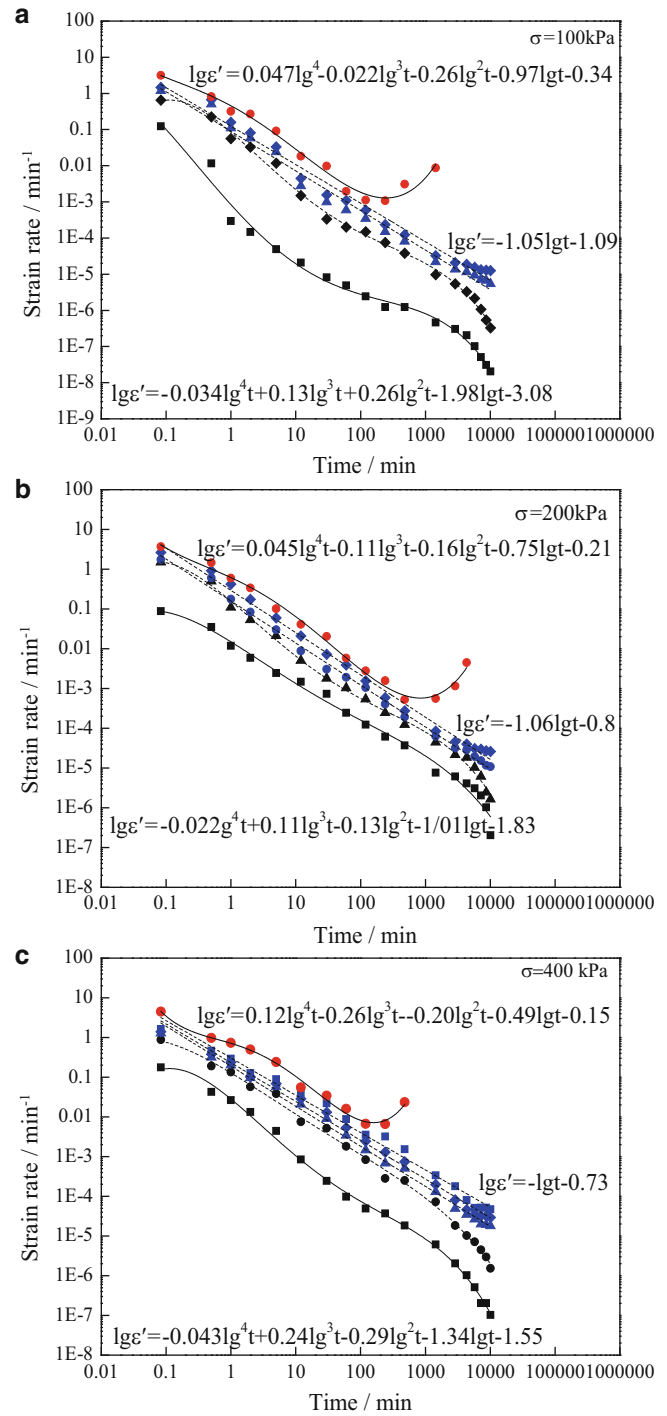 a
100
σ=100kPa
10
lgε′=0.047lg⁴-0.022lg³t-0.26lg²t-0.97lgt-0.34
1
0.1
0.01
1E-3
1E-4
lgε′=-1.05lgt-1.09
1E-5
1E-6
1E-7
1E-8
lgε′=-0.034lg⁴t+0.13lg³t+0.26lg²t-1.98lgt-3.08
1E-9
Strain rate / min⁻¹
0.01 0.1 1 10 100 1000 10000 1000001000000
Time / min
b
100
σ=200kPa
10
lgε′=0.045lg⁴t-0.11lg³t-0.16lg²t-0.75lgt-0.21
1
0.1
0.01
1E-3
lgε′=-1.06lgt-0.8
1E-4
1E-5
1E-6
lgε′=-0.022g⁴t+0.11lg³t-0.13lg²t-1/01lgt-1.83
1E-7
1E-8
Strain rate / min⁻¹
0.01 0.1 1 10 100 1000 10000 1000001000000
Time / min
c
100
σ=400 kPa
10
lgε′=0.12lg⁴t-0.26lg³t--0.20lg²t-0.49lgt-0.15
1
0.1
0.01
1E-3
lgε′=-lgt-0.73
1E-4
1E-5
1E-6
1E-7
lgε′=-0.043lg⁴t+0.24lg³t-0.29lg²t-1.34lgt-1.55
1E-8
Strain rate / min⁻¹
0.01 0.1 1 10 100 1000 10000 1000001000000
Time / min